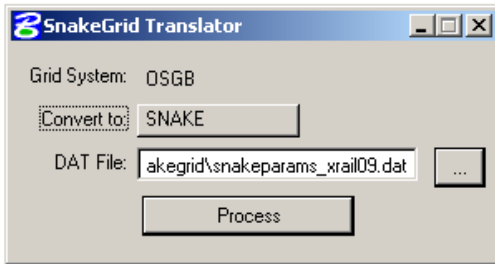 SnakeGrid Translator
Grid System: OSGB
Convert to: SNAKE
DAT File: akegrid\snakeparams_xrail09.dat ...
Process